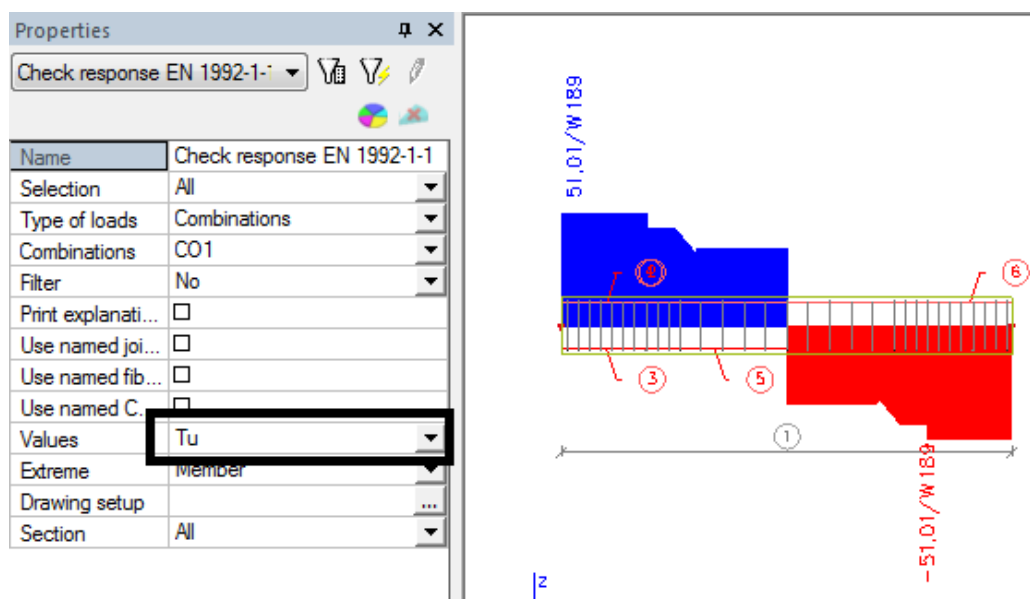 Properties
Check response EN 1992-1-1
Name Check response EN 1992-1-1
Selection All
Type of loads Combinations
Combinations CO1
Filter No
Print explanati...
Use named joi...
Use named fib...
Use named C...
Values Tu
Extreme Member
Drawing setup ...
Section All
51,01/W189
6
3
5
1
-51,01/W189
z